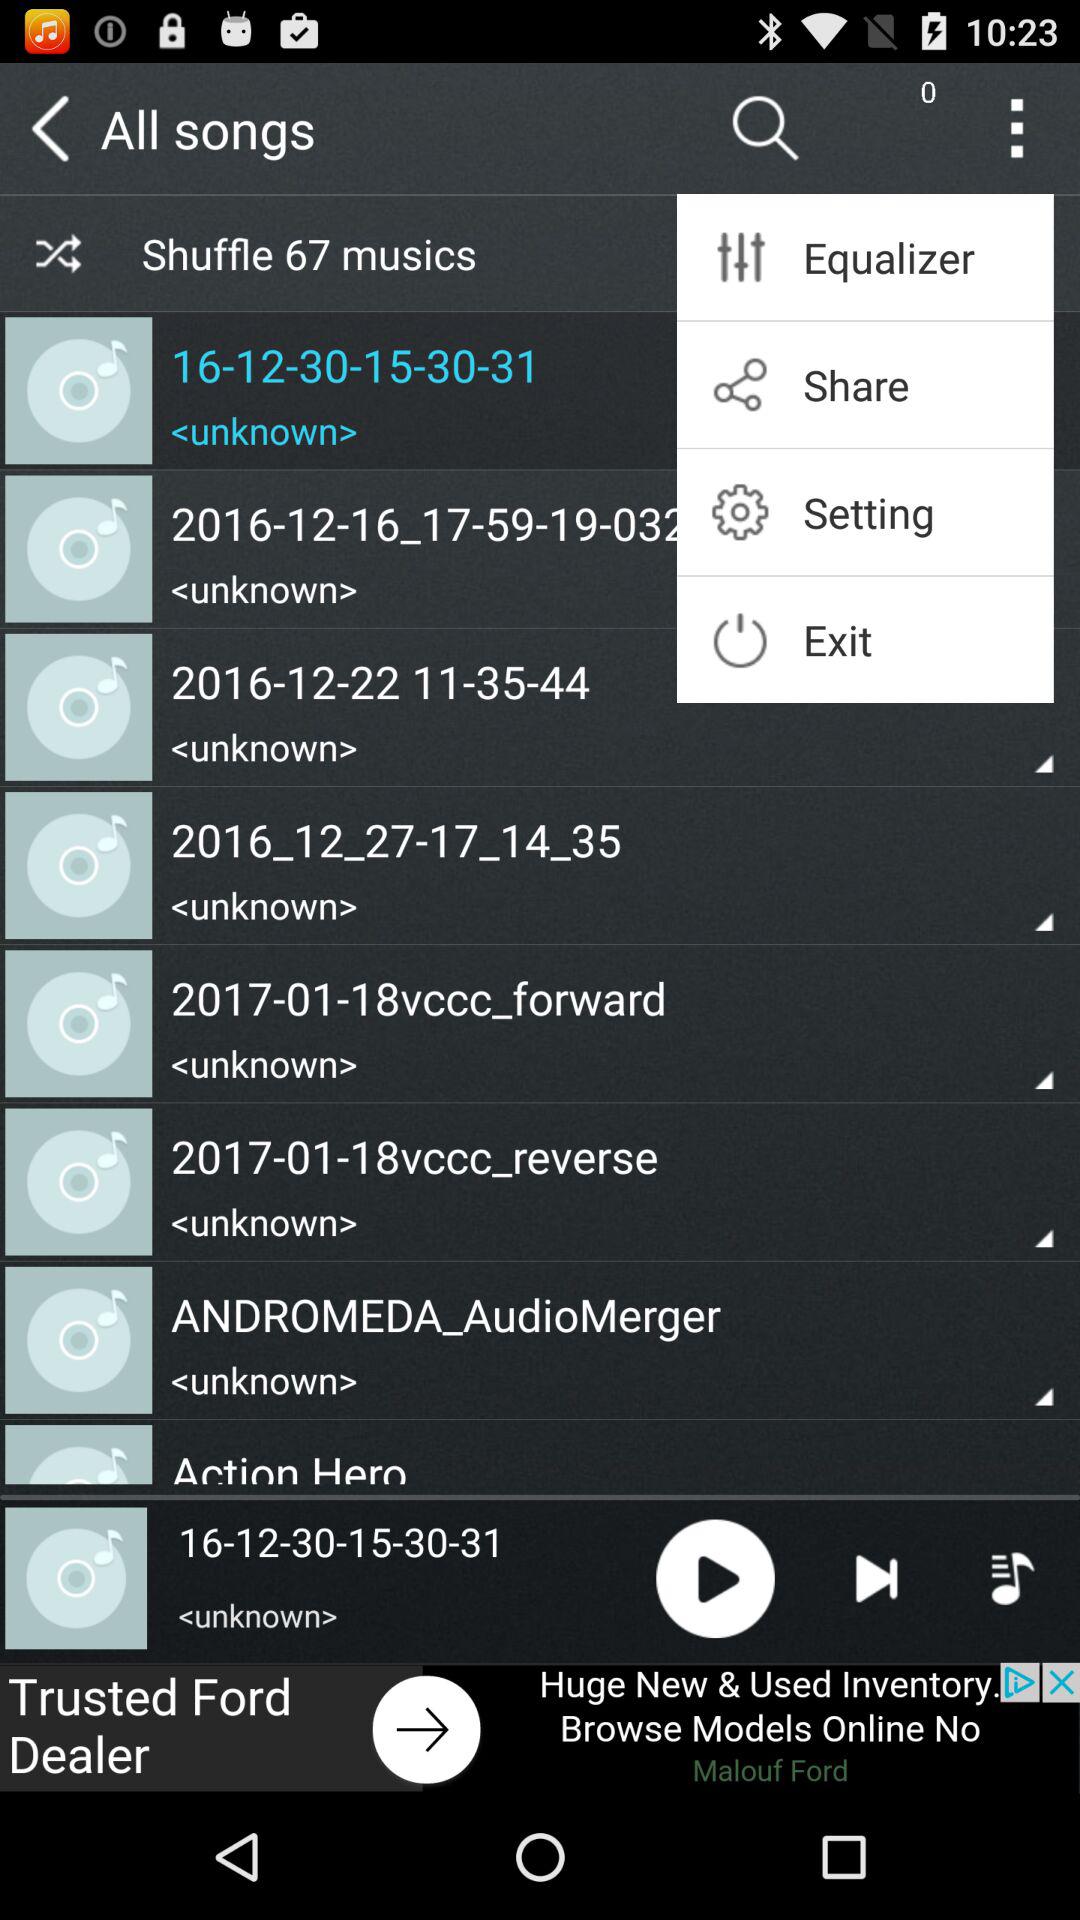 10:23
All songs
0
Shuffle 67 musics
Equalizer
Share
Setting
Exit
16-12-30-15-30-31
<unknown>
2016-12-16_17-59-19-032
<unknown>
2016-12-22 11-35-44
<unknown>
2016_12_27-17_14_35
<unknown>
2017-01-18vccc_forward
<unknown>
2017-01-18vccc_reverse
<unknown>
ANDROMEDA_AudioMerger
<unknown>
Action Hero
16-12-30-15-30-31
<unknown>
Trusted Ford
Dealer
Huge New & Used Inventory.
Browse Models Online No
Malouf Ford